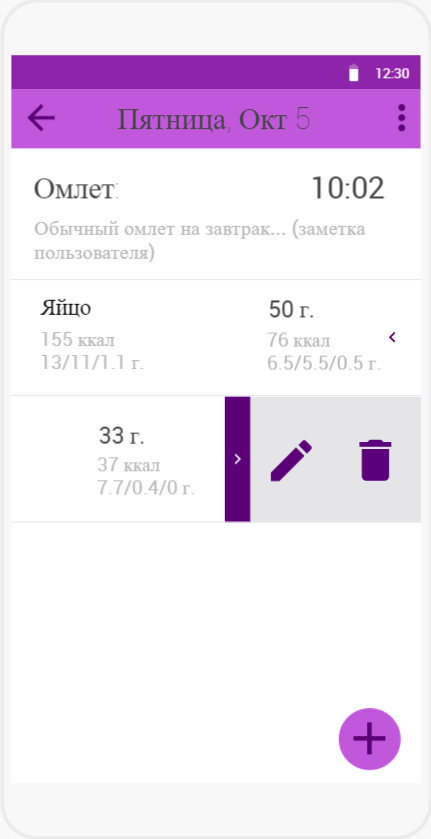 12:30
Пятница, Окт 5
Омлет:
10:02
Обычный омлет на завтрак... (заметка
пользователя)
Яйцо
155 ккал
13/11/1.1 г.
50 г.
76 ккал
6.5/5.5/0.5 г.
33 г.
37 ккал
7.7/0.4/0 г.